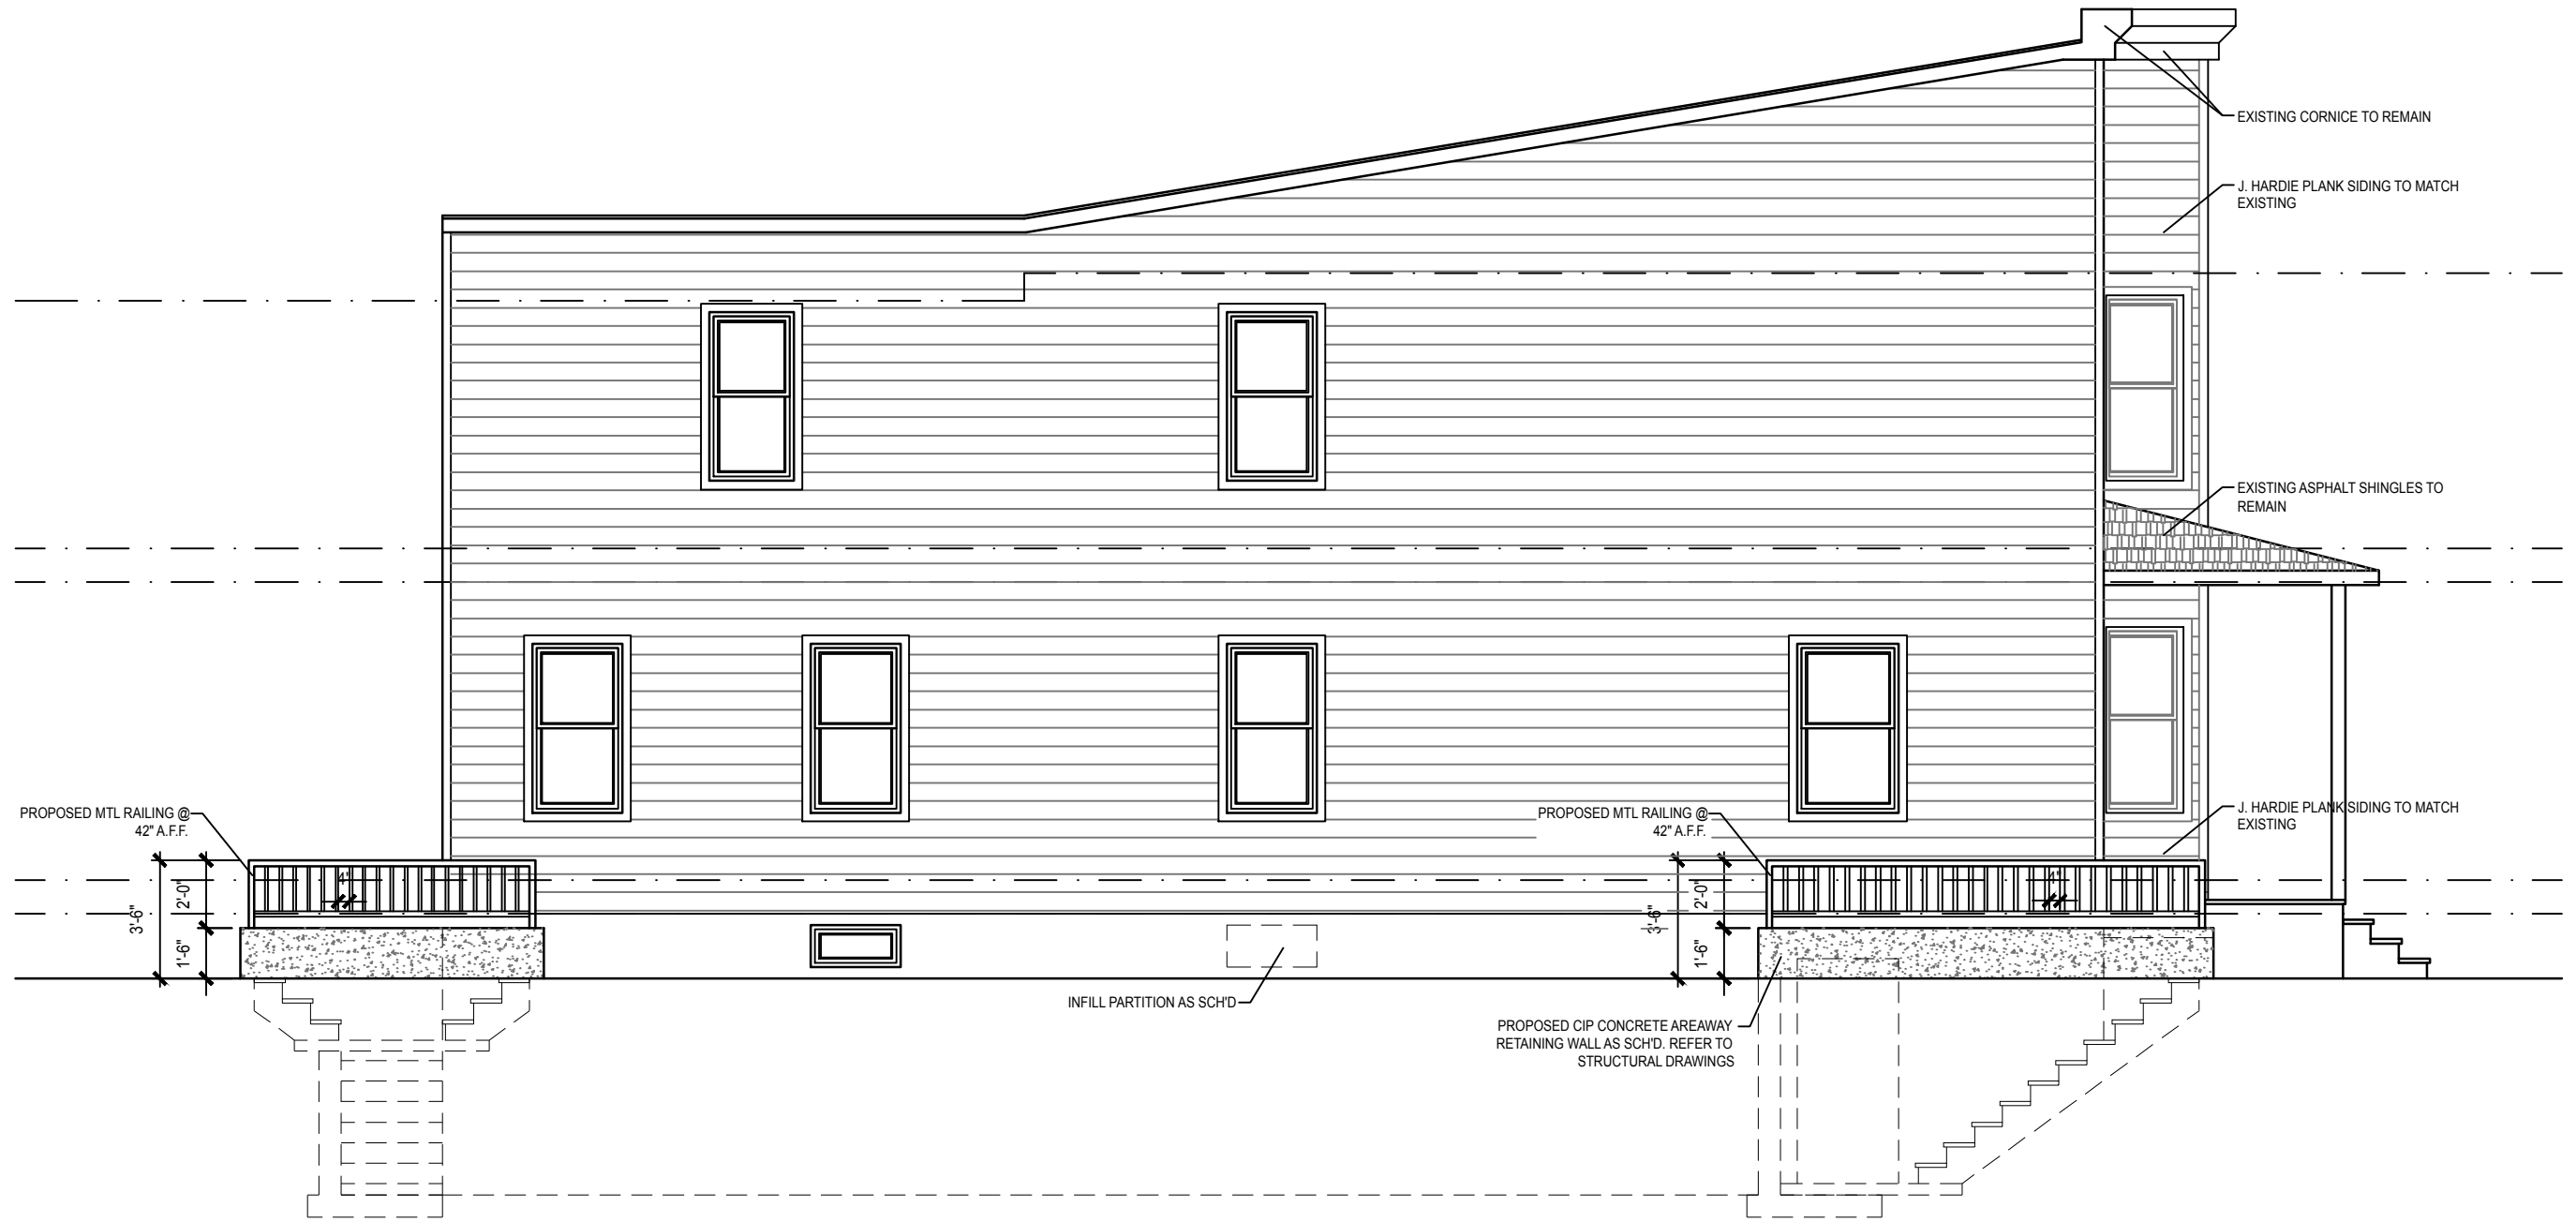 EXISTING CORNICE TO REMAIN
J. HARDIE PLANK SIDING TO MATCH
EXISTING
EXISTING ASPHALT SHINGLES TO
REMAIN
PROPOSED MTL RAILING @
42" A.F.F.
PROPOSED MTL RAILING @
42" A.F.F.
J. HARDIE PLANK SIDING TO MATCH
EXISTING
3'-6"
2'-0"
1'-6"
4"
3'-6"
2'-0"
1'-6"
4"
INFILL PARTITION AS SCH'D
PROPOSED CIP CONCRETE AREAWAY
RETAINING WALL AS SCH'D. REFER TO
STRUCTURAL DRAWINGS